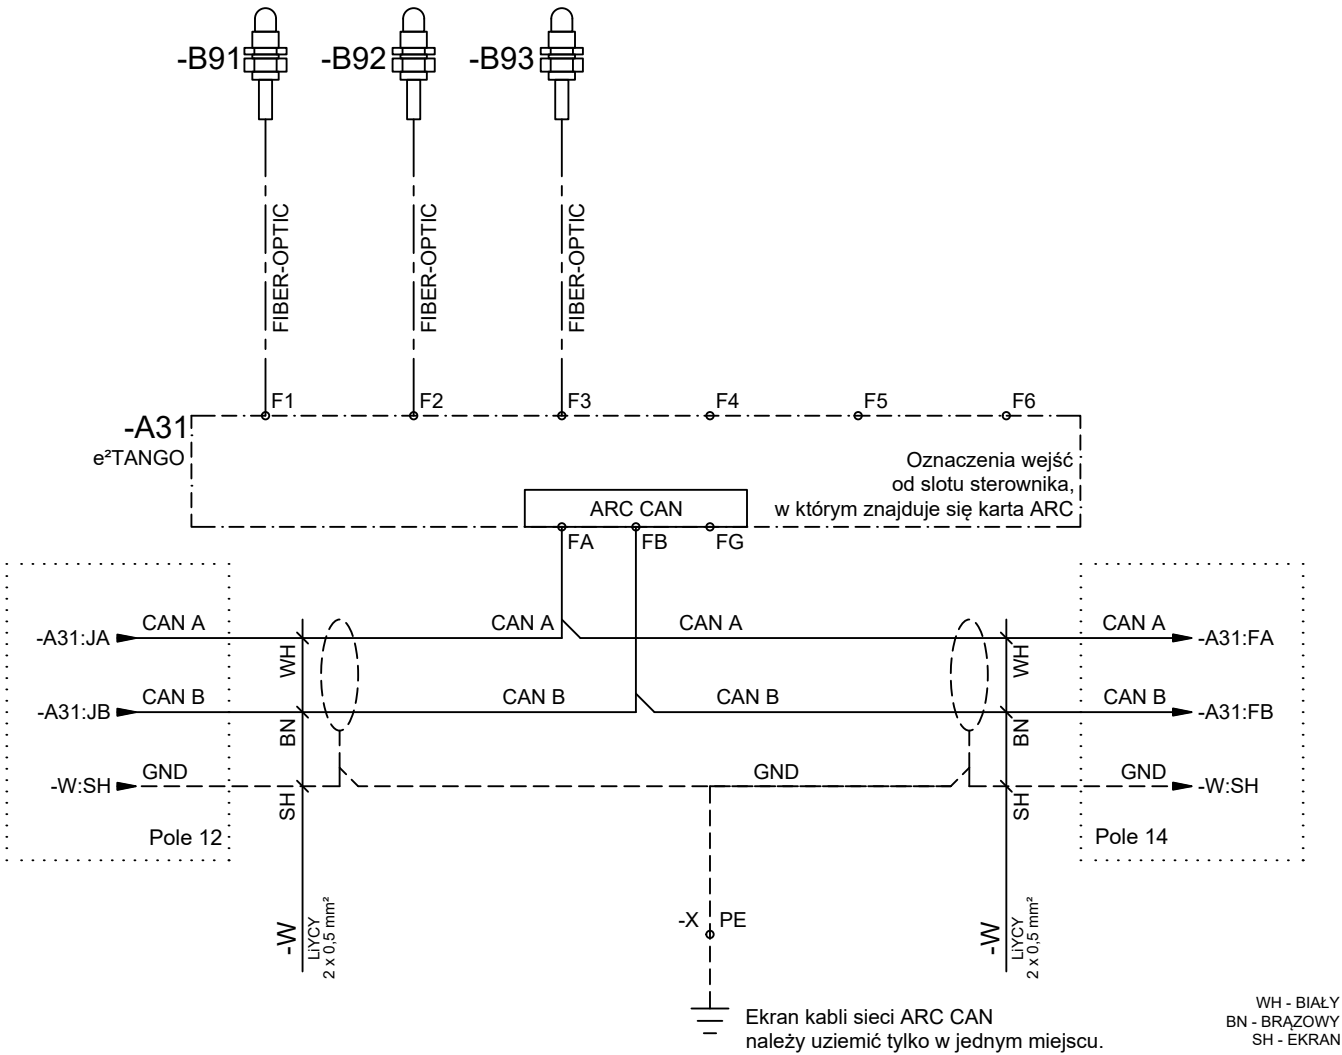 -B91
-B92
-B93
FIBER-OPTIC
FIBER-OPTIC
FIBER-OPTIC
F1
F2
F3
F4
F5
F6
-A31
e²TANGO
Oznaczenia wejść
od slotu sterownika,
w którym znajduje się karta ARC
ARC CAN
FA
FB
FG
-A31:JA
CAN A
CAN A
CAN A
CAN A
-A31:FA
WH
WH
-A31:JB
CAN B
CAN B
CAN B
CAN B
-A31:FB
BN
BN
-W:SH
GND
GND
GND
-W:SH
SH
SH
Pole 12
Pole 14
-W
LiYCY
2 x 0,5 mm²
-X
PE
-W
LiYCY
2 x 0,5 mm²
Ekran kabli sieci ARC CAN
należy uziemić tylko w jednym miejscu.
WH - BIAŁY
BN - BRĄZOWY
SH - EKRAN